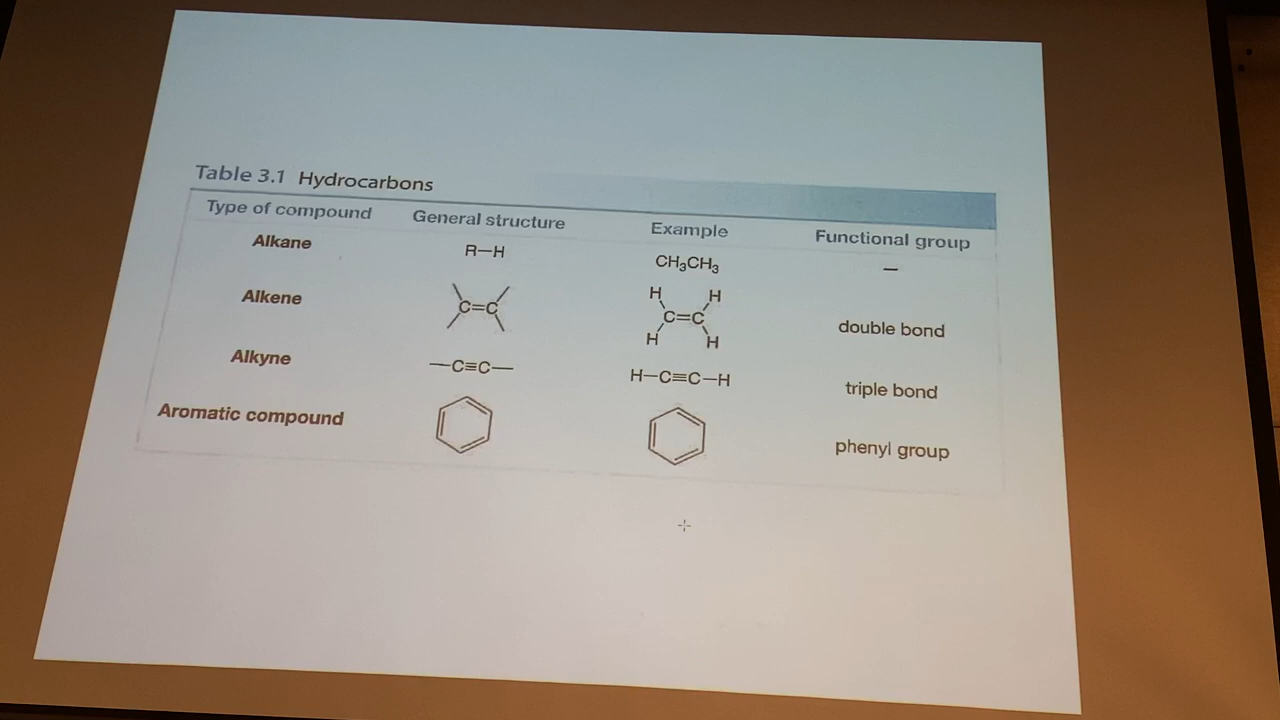 Table 3.1 Hydrocarbons
Type of compound General structure Example Functional group
Alkane R—H CH₃CH₃ —
Alkene C=C H H C=C H H double bond
Alkyne —C≡C— H—C≡C—H triple bond
Aromatic compound phenyl group